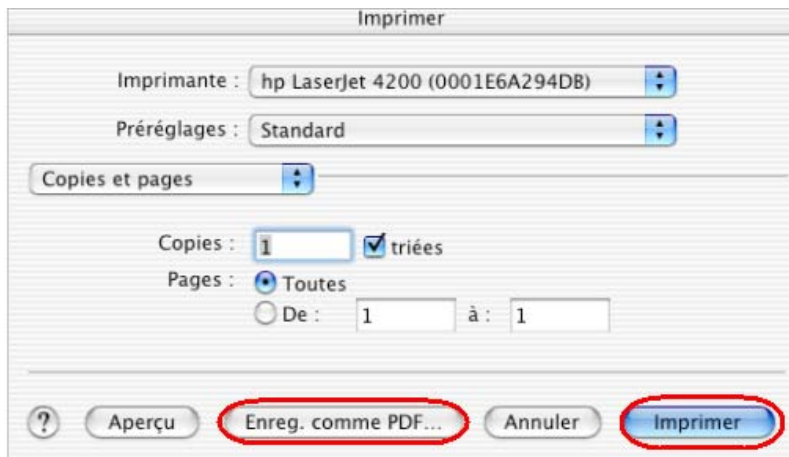 Imprimer
Imprimante : hp LaserJet 4200 (0001E6A294DB)
Préréglages : Standard
Copies et pages
Copies : 1 triées
Pages : Toutes
De : 1 à : 1
? Aperçu Enreg. comme PDF... Annuler Imprimer